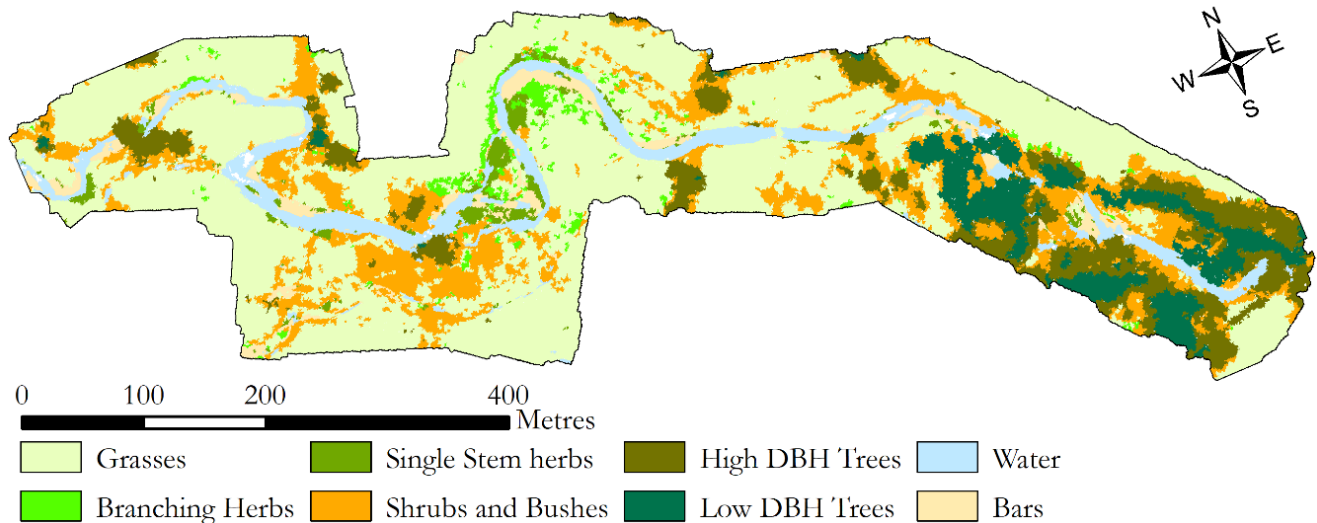 N
E
W
S
0 100 200 400
Metres
Grasses Single Stem herbs High DBH Trees Water
Branching Herbs Shrubs and Bushes Low DBH Trees Bars